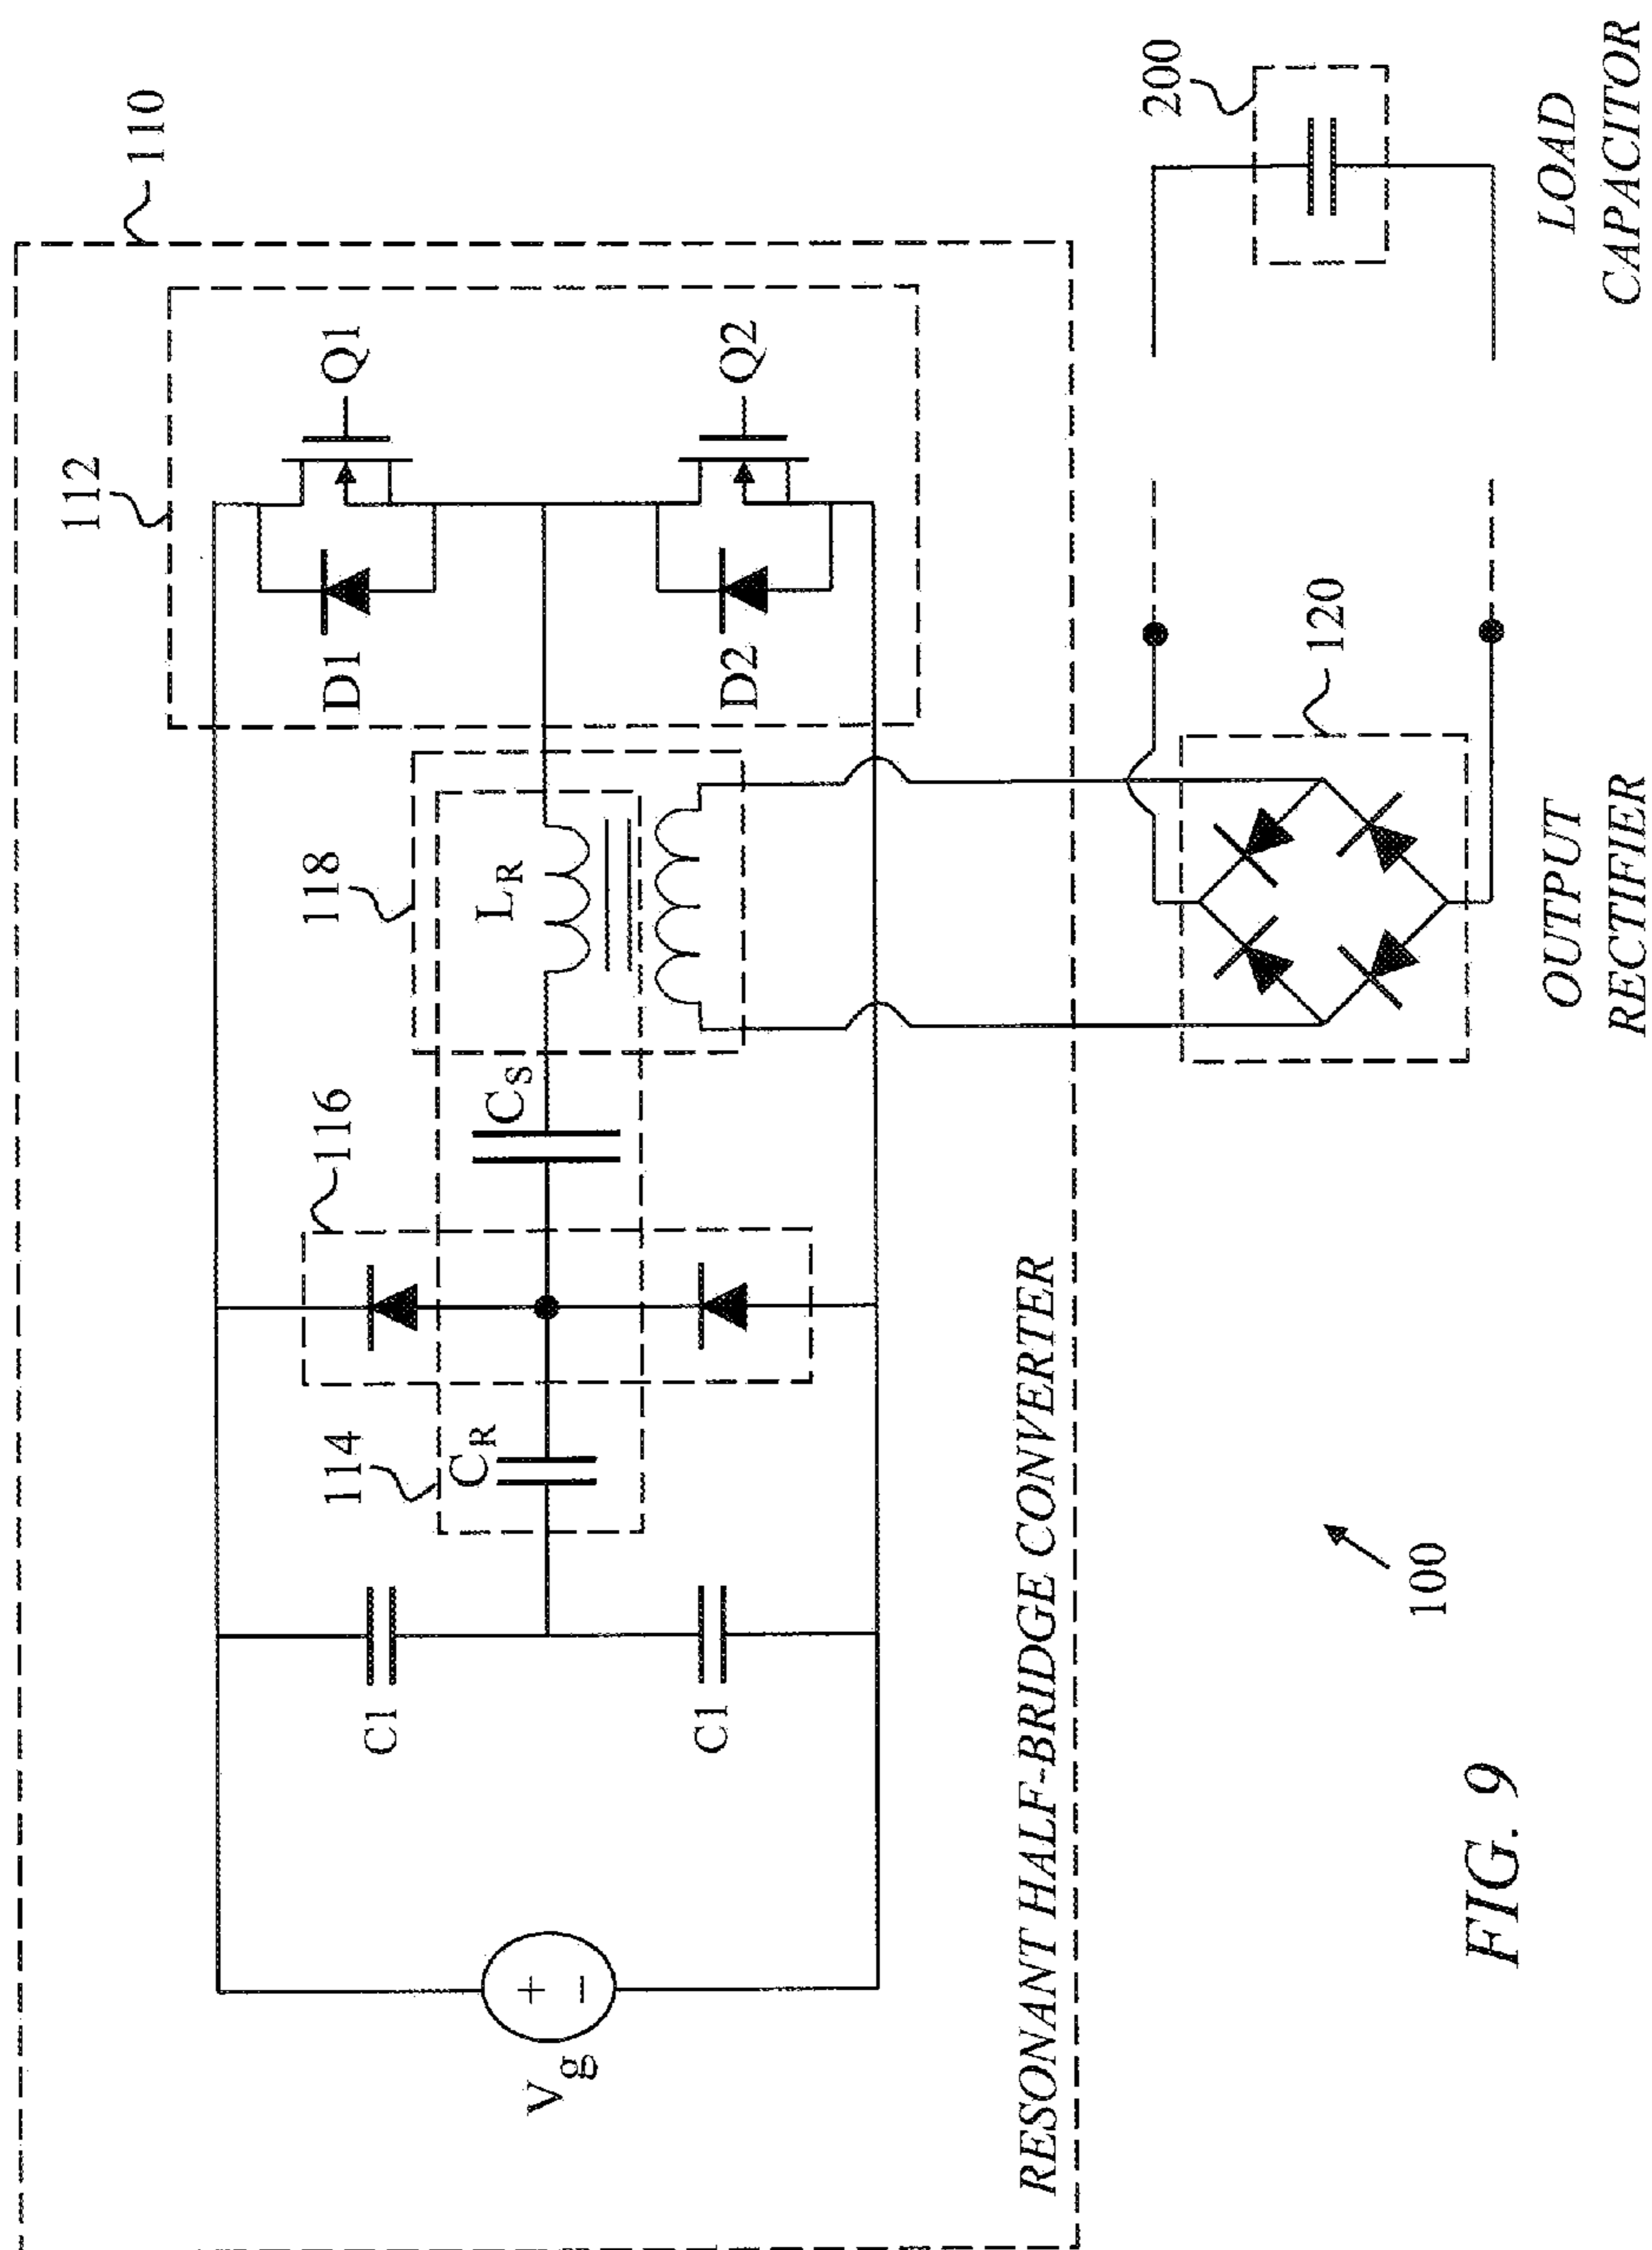 110
112
Q1
Q2
D1
D2
118
L_R
C_S
116
114
C_R
C1
C1
V_g
+
−
RESONANT HALF-BRIDGE CONVERTER
200
LOAD
CAPACITOR
120
OUTPUT
RECTIFIER
100
FIG. 9